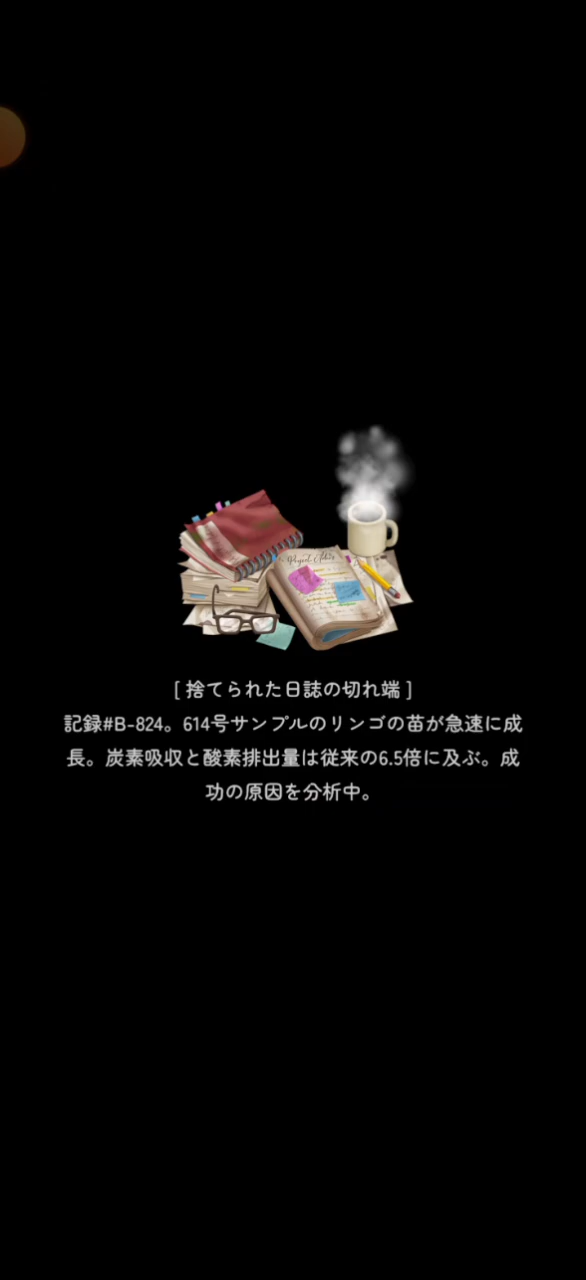 [ 捨てられた日誌の切れ端 ]
記録#B-824。614号サンプルのリンゴの苗が急速に成
長。炭素吸収と酸素排出量は従来の6.5倍に及ぶ。成
功の原因を分析中。